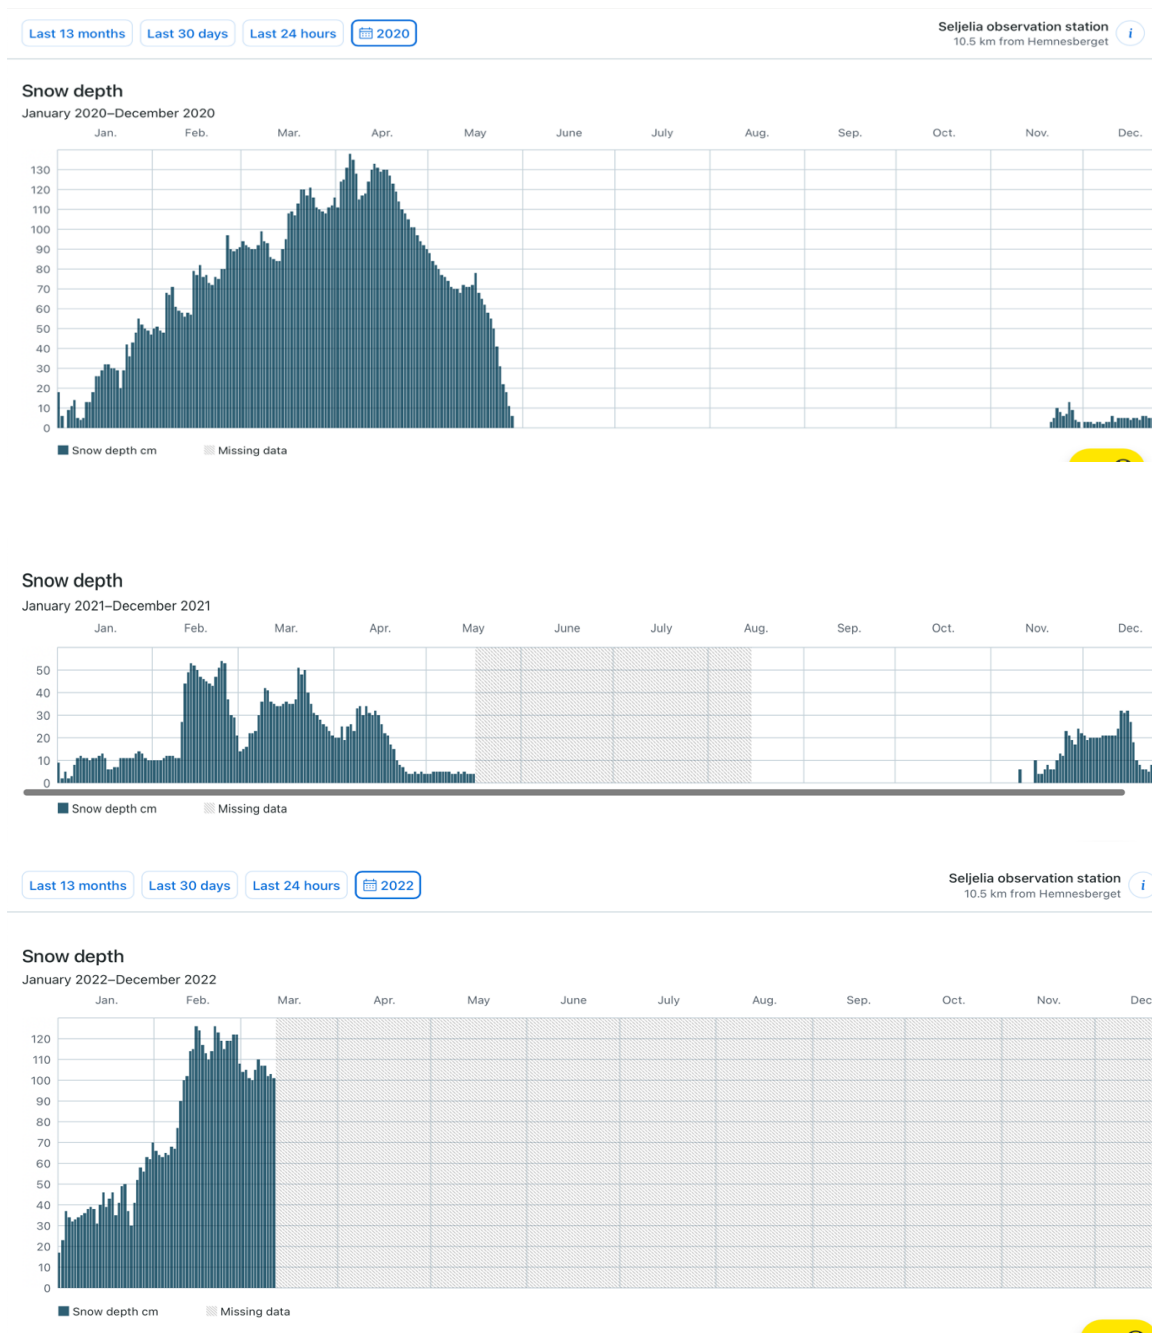 Last 13 months Last 30 days Last 24 hours 2020
Seljelia observation station
10.5 km from Hemnesberget
i
Snow depth
January 2020–December 2020
Jan. Feb. Mar. Apr. May June July Aug. Sep. Oct. Nov. Dec.
130
120
110
100
90
80
70
60
50
40
30
20
10
0
Snow depth cm Missing data
Snow depth
January 2021–December 2021
Jan. Feb. Mar. Apr. May June July Aug. Sep. Oct. Nov. Dec.
50
40
30
20
10
0
Snow depth cm Missing data
Last 13 months Last 30 days Last 24 hours 2022
Seljelia observation station
10.5 km from Hemnesberget
i
Snow depth
January 2022–December 2022
Jan. Feb. Mar. Apr. May June July Aug. Sep. Oct. Nov. Dec
120
110
100
90
80
70
60
50
40
30
20
10
0
Snow depth cm Missing data